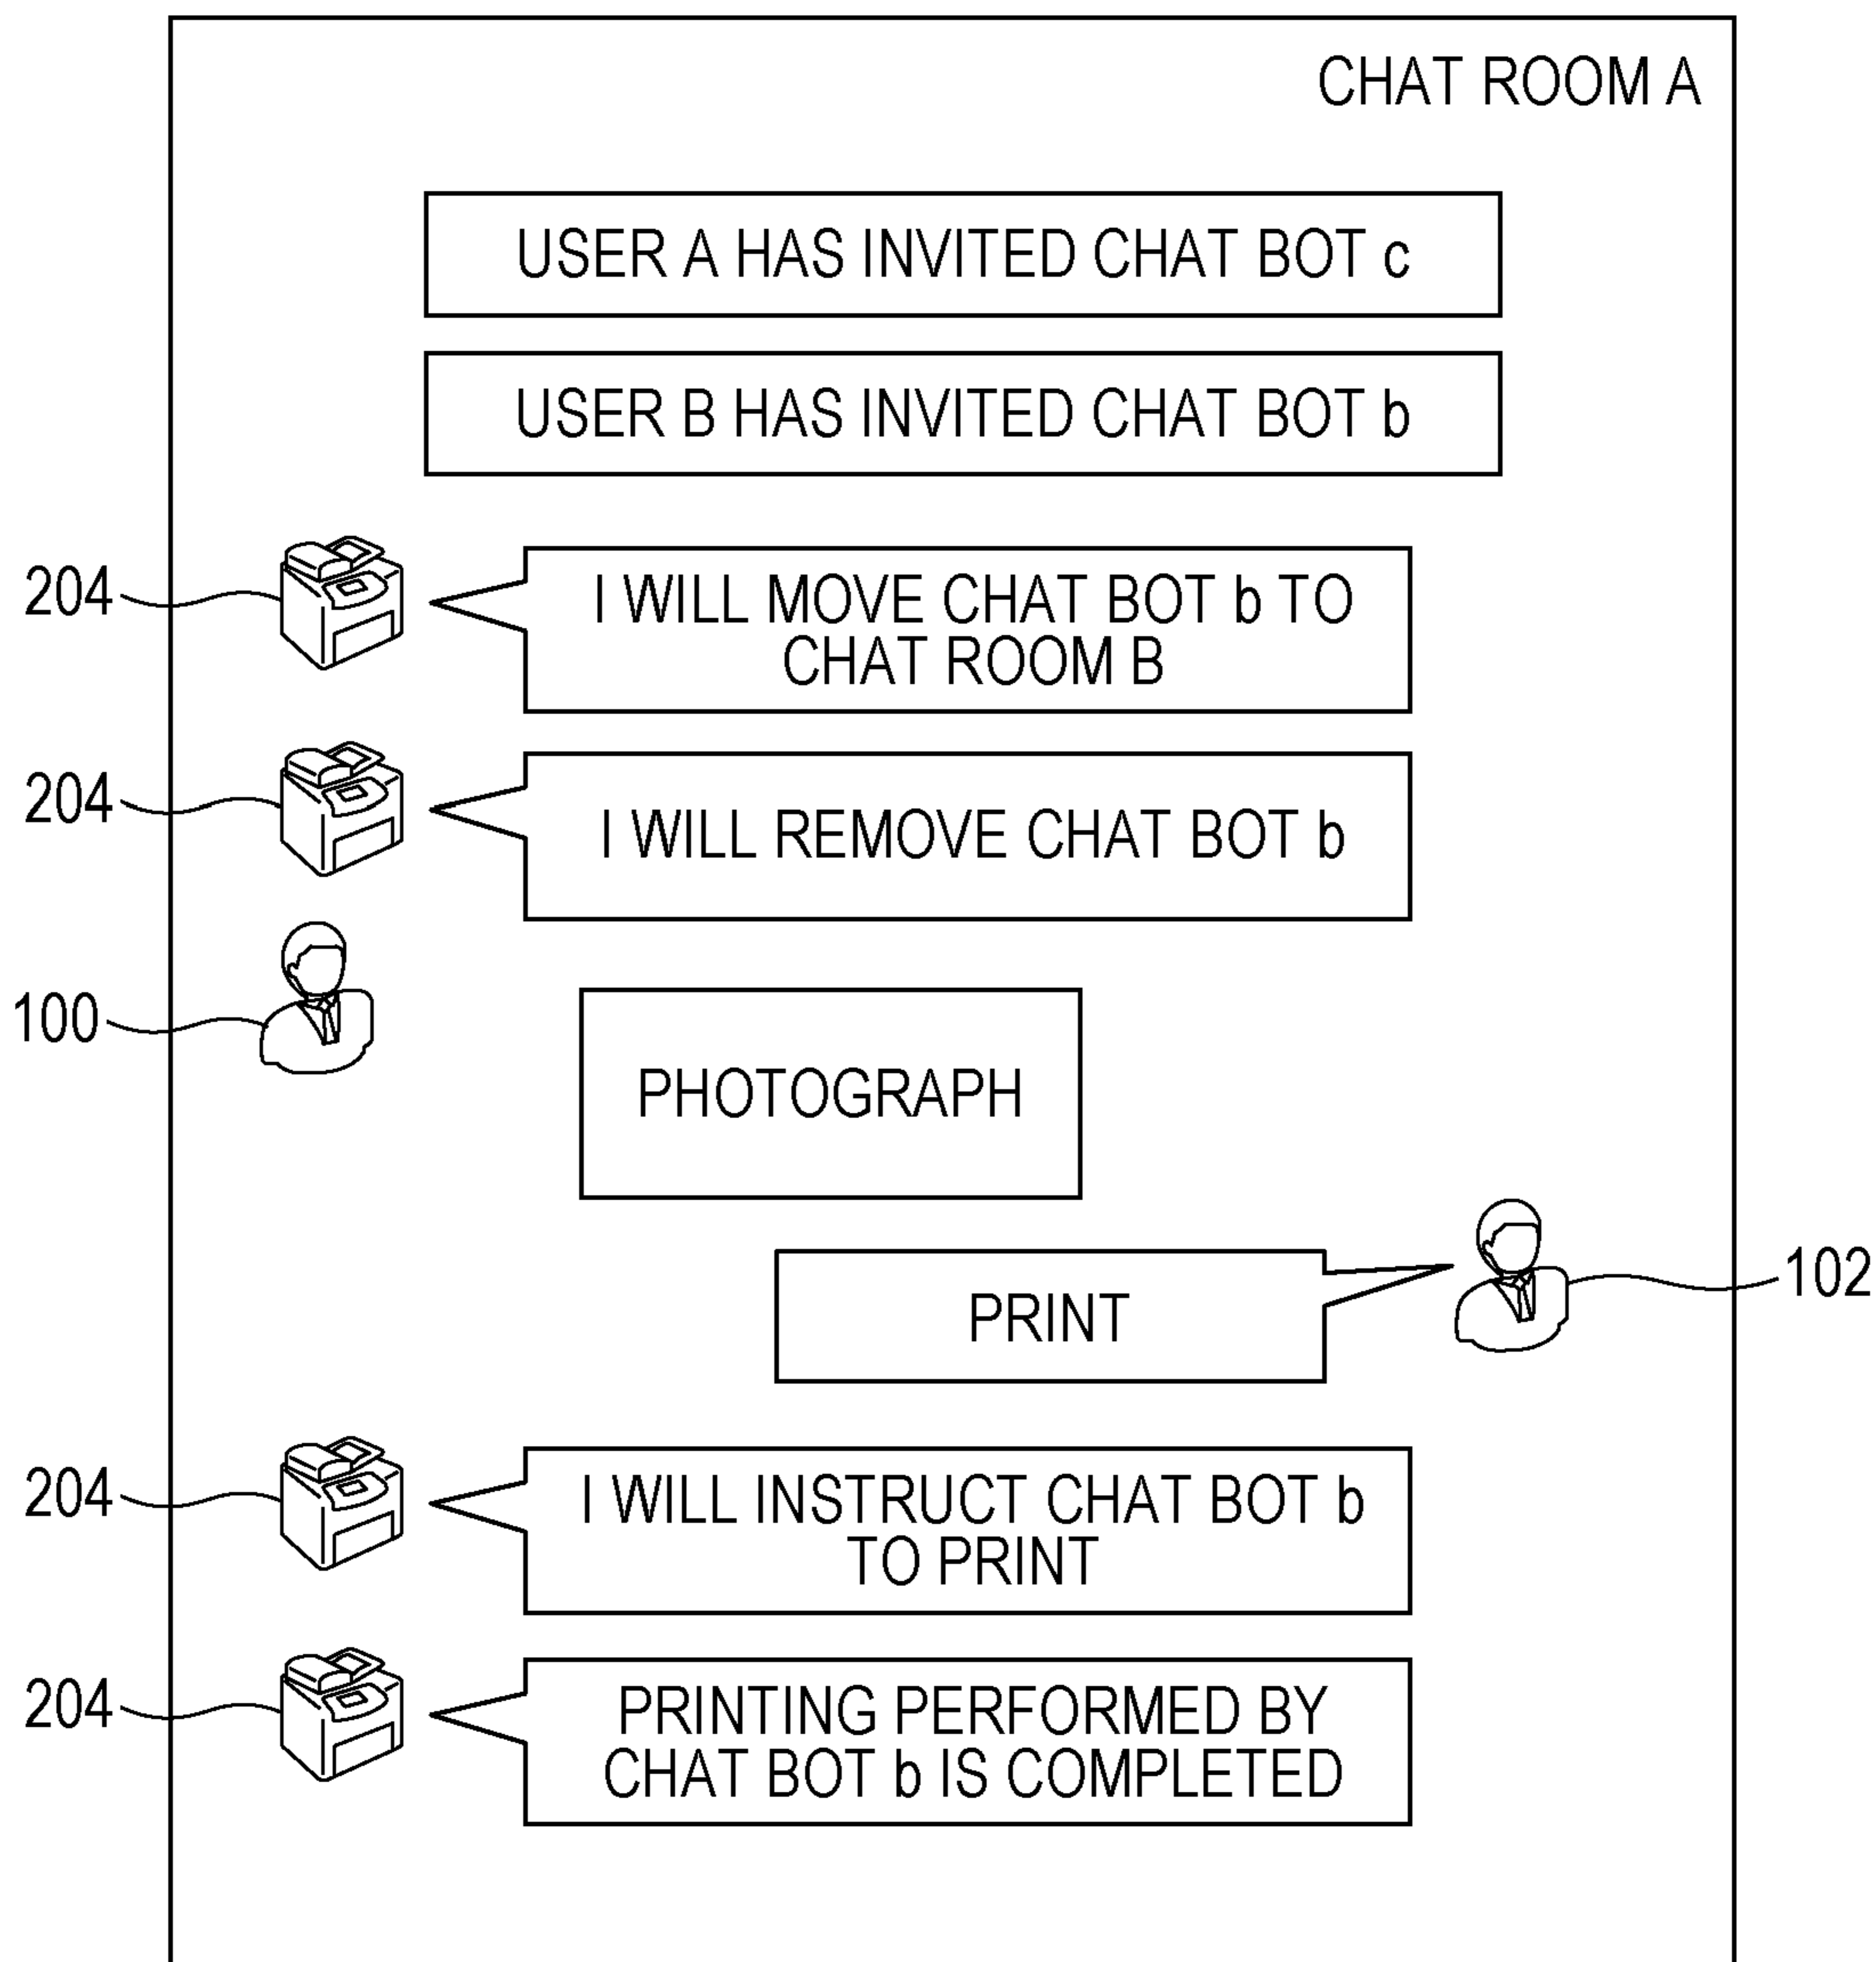 CHAT ROOM A
USER A HAS INVITED CHAT BOT c
USER B HAS INVITED CHAT BOT b
204
I WILL MOVE CHAT BOT b TO
CHAT ROOM B
204
I WILL REMOVE CHAT BOT b
100
PHOTOGRAPH
PRINT
102
204
I WILL INSTRUCT CHAT BOT b
TO PRINT
204
PRINTING PERFORMED BY
CHAT BOT b IS COMPLETED